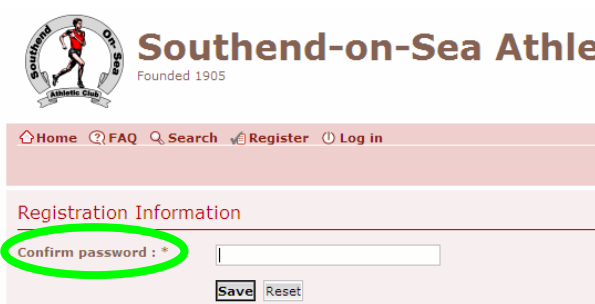 Southend On-Sea
Athletic Club
Southend-on-Sea Athle
Founded 1905
Home FAQ Search Register Log in
Registration Information
Confirm password : *
Save Reset